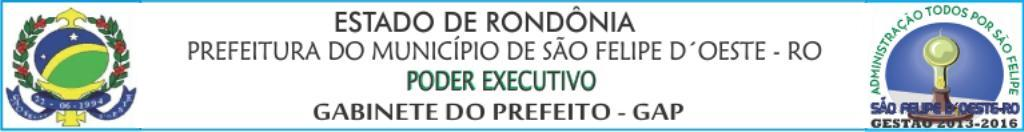 ESTADO DE RONDÔNIA
PREFEITURA DO MUNICÍPIO DE SÃO FELIPE D´OESTE - RO
PODER EXECUTIVO
GABINETE DO PREFEITO - GAP
22 - 06 - 1994
ADMINISTRAÇÃO TODOS POR SÃO FELIPE
SÃO FELIPE D´OESTE-RO
GESTÃO 2013-2016